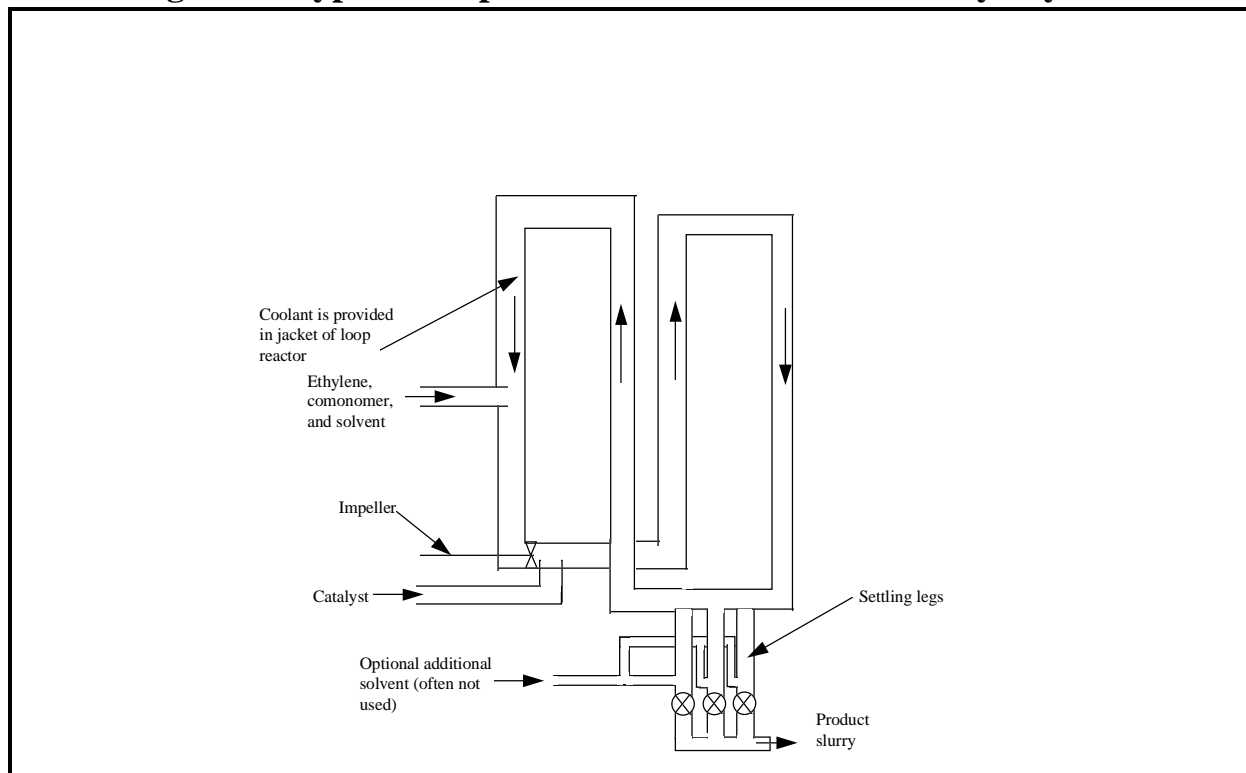 Coolant is provided
in jacket of loop
reactor
Ethylene,
comonomer,
and solvent
Impeller
Catalyst
Settling legs
Optional additional
solvent (often not
used)
Product
slurry